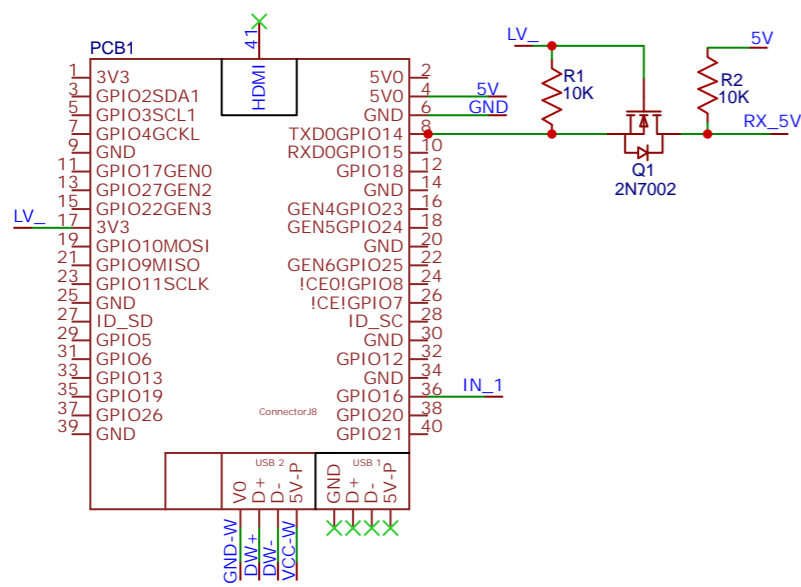 PCB1
41
HDMI
1 3V3 5V0 2
3 GPIO2SDA1 5V0 4 5V
5 GPIO3SCL1 GND 6 GND
7 GPIO4GCKL TXD0GPIO14 8
9 GND RXD0GPIO15 10
11 GPIO17GEN0 GPIO18 12
13 GPIO27GEN2 GND 14
15 GPIO22GEN3 GEN4GPIO23 16
LV_ 17 3V3 GEN5GPIO24 18
19 GPIO10MOSI GND 20
21 GPIO9MISO GEN6GPIO25 22
23 GPIO11SCLK !CE0!GPIO8 24
25 GND !CE!GPIO7 26
27 ID_SD ID_SC 28
29 GPIO5 GND 30
31 GPIO6 GPIO12 32
33 GPIO13 GND 34
35 GPIO19 GPIO16 36 IN_1
37 GPIO26 GPIO20 38
39 GND GPIO21 40
ConnectorJ8
USB 2
V0 D+ D- 5V-P
GND-W DW+ DW- VCC-W
USB 1
GND D+ D- 5V-P
LV_
R1
10K
5V
R2
10K
RX_5V
Q1
2N7002